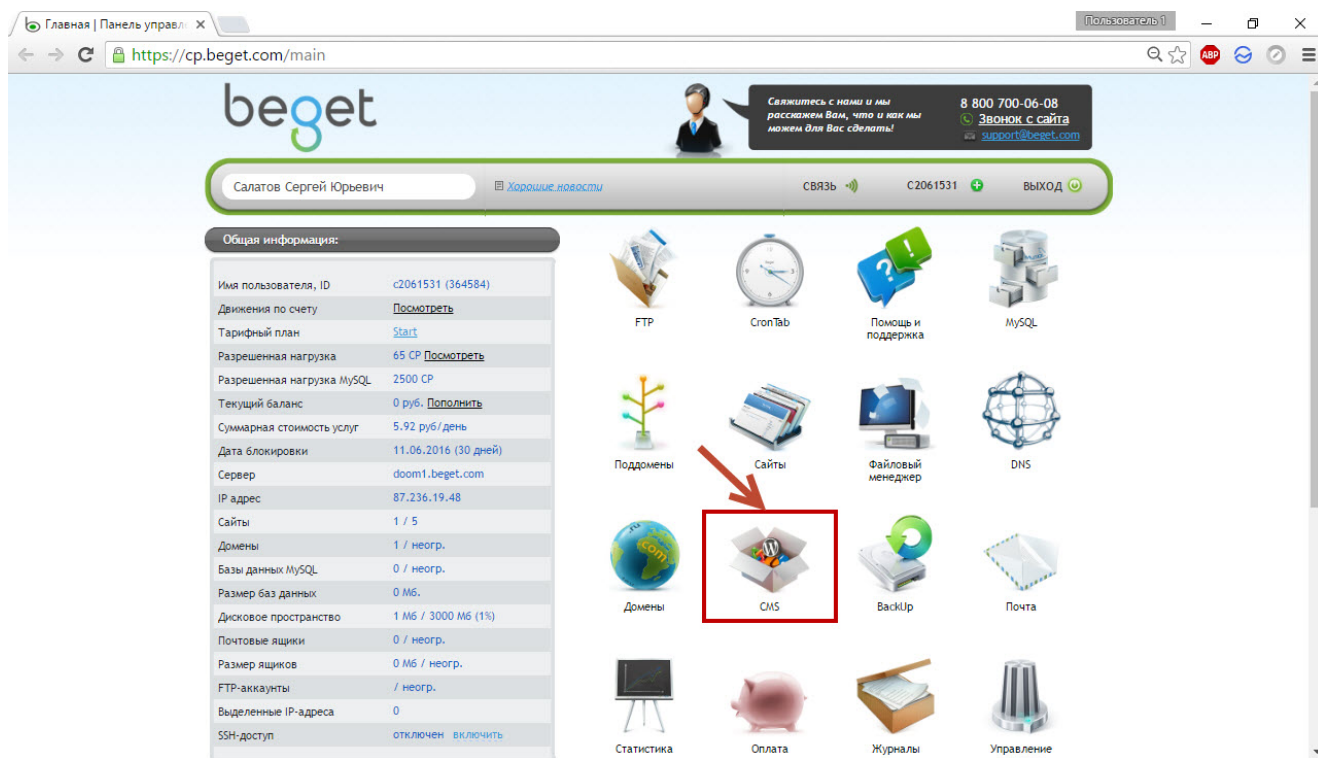 Главная | Панель управл
Пользователь 1
https://cp.beget.com/main
ABP
beget
Свяжитесь с нами и мы
расскажем Вам, что и как мы
можем для Вас сделать!
8 800 700-06-08
Звонок с сайта
support@beget.com
Салатов Сергей Юрьевич
Хорошие новости
СВЯЗЬ
C2061531
ВЫХОД
Общая информация:
Имя пользователя, ID c2061531 (364584)
Движения по счету Посмотреть
Тарифный план Start
Разрешенная нагрузка 65 CP Посмотреть
Разрешенная нагрузка MySQL 2500 CP
Текущий баланс 0 руб. Пополнить
Суммарная стоимость услуг 5.92 руб/день
Дата блокировки 11.06.2016 (30 дней)
Сервер doom1.beget.com
IP адрес 87.236.19.48
Сайты 1 / 5
Домены 1 / неогр.
Базы данных MySQL 0 / неогр.
Размер баз данных 0 Мб.
Дисковое пространство 1 Мб / 3000 Мб (1%)
Почтовые ящики 0 / неогр.
Размер ящиков 0 Мб / неогр.
FTP-аккаунты / неогр.
Выделенные IP-адреса 0
SSH-доступ отключен включить
FTP
CronTab
Помощь и
поддержка
MySQL
Поддомены
Сайты
Файловый
менеджер
DNS
.ru
.com
Домены
CMS
BackUp
Почта
Статистика
Оплата
Журналы
Управление